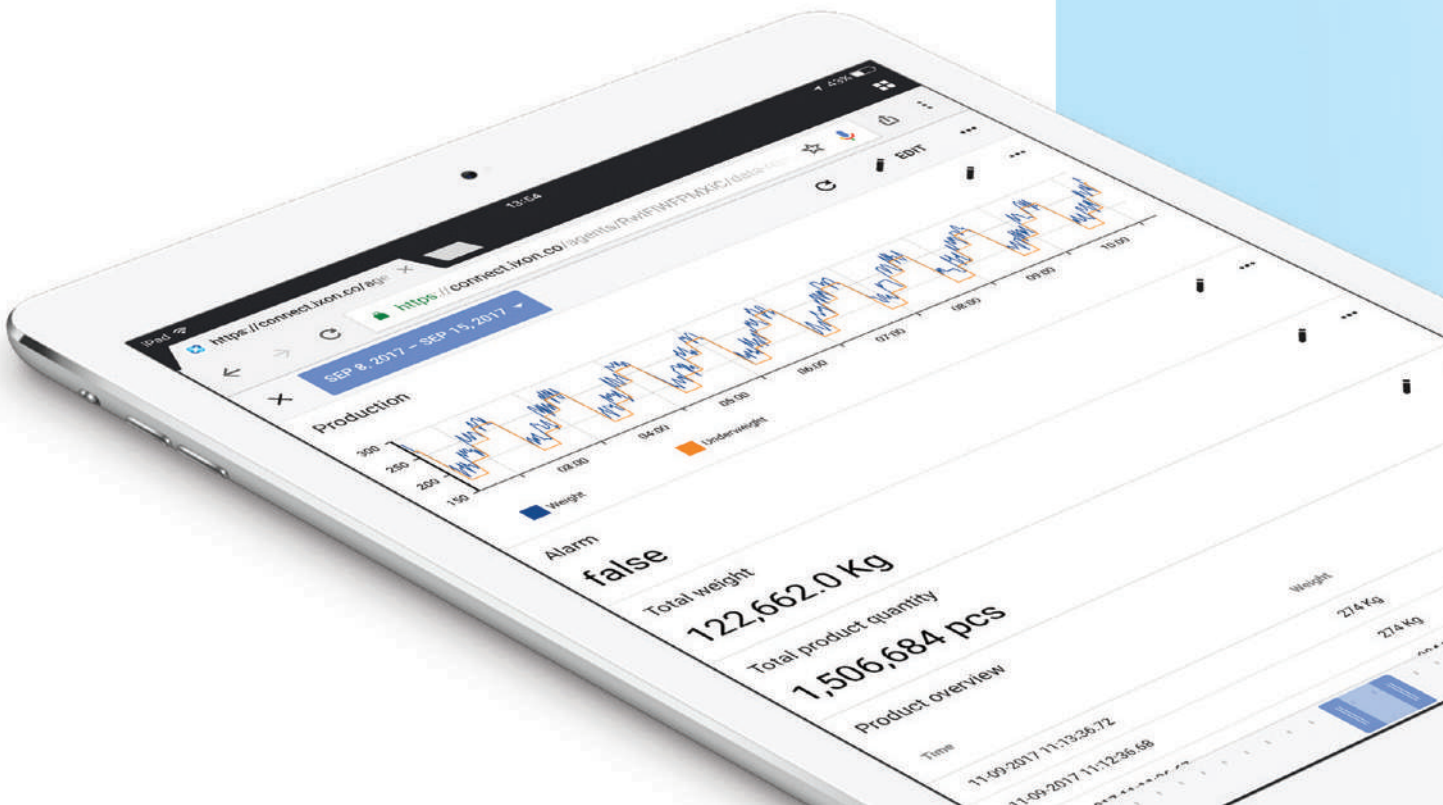 iPad
13:54
43%
https://connect.ixon.co/age
https://connect.ixon.co/agents/
SEP 8, 2017 – SEP 15, 2017
EDIT
Production
300
250
200
150
04:00
05:00
06:00
07:00
08:00
09:00
10:00
Weight
Underweight
Alarm
false
Total weight
122,662.0 Kg
Total product quantity
1,506,684 pcs
Product overview
Time
Weight
11-09-2017 11:13:36.72
274 Kg
11-09-2017 11:12:36.68
274 Kg